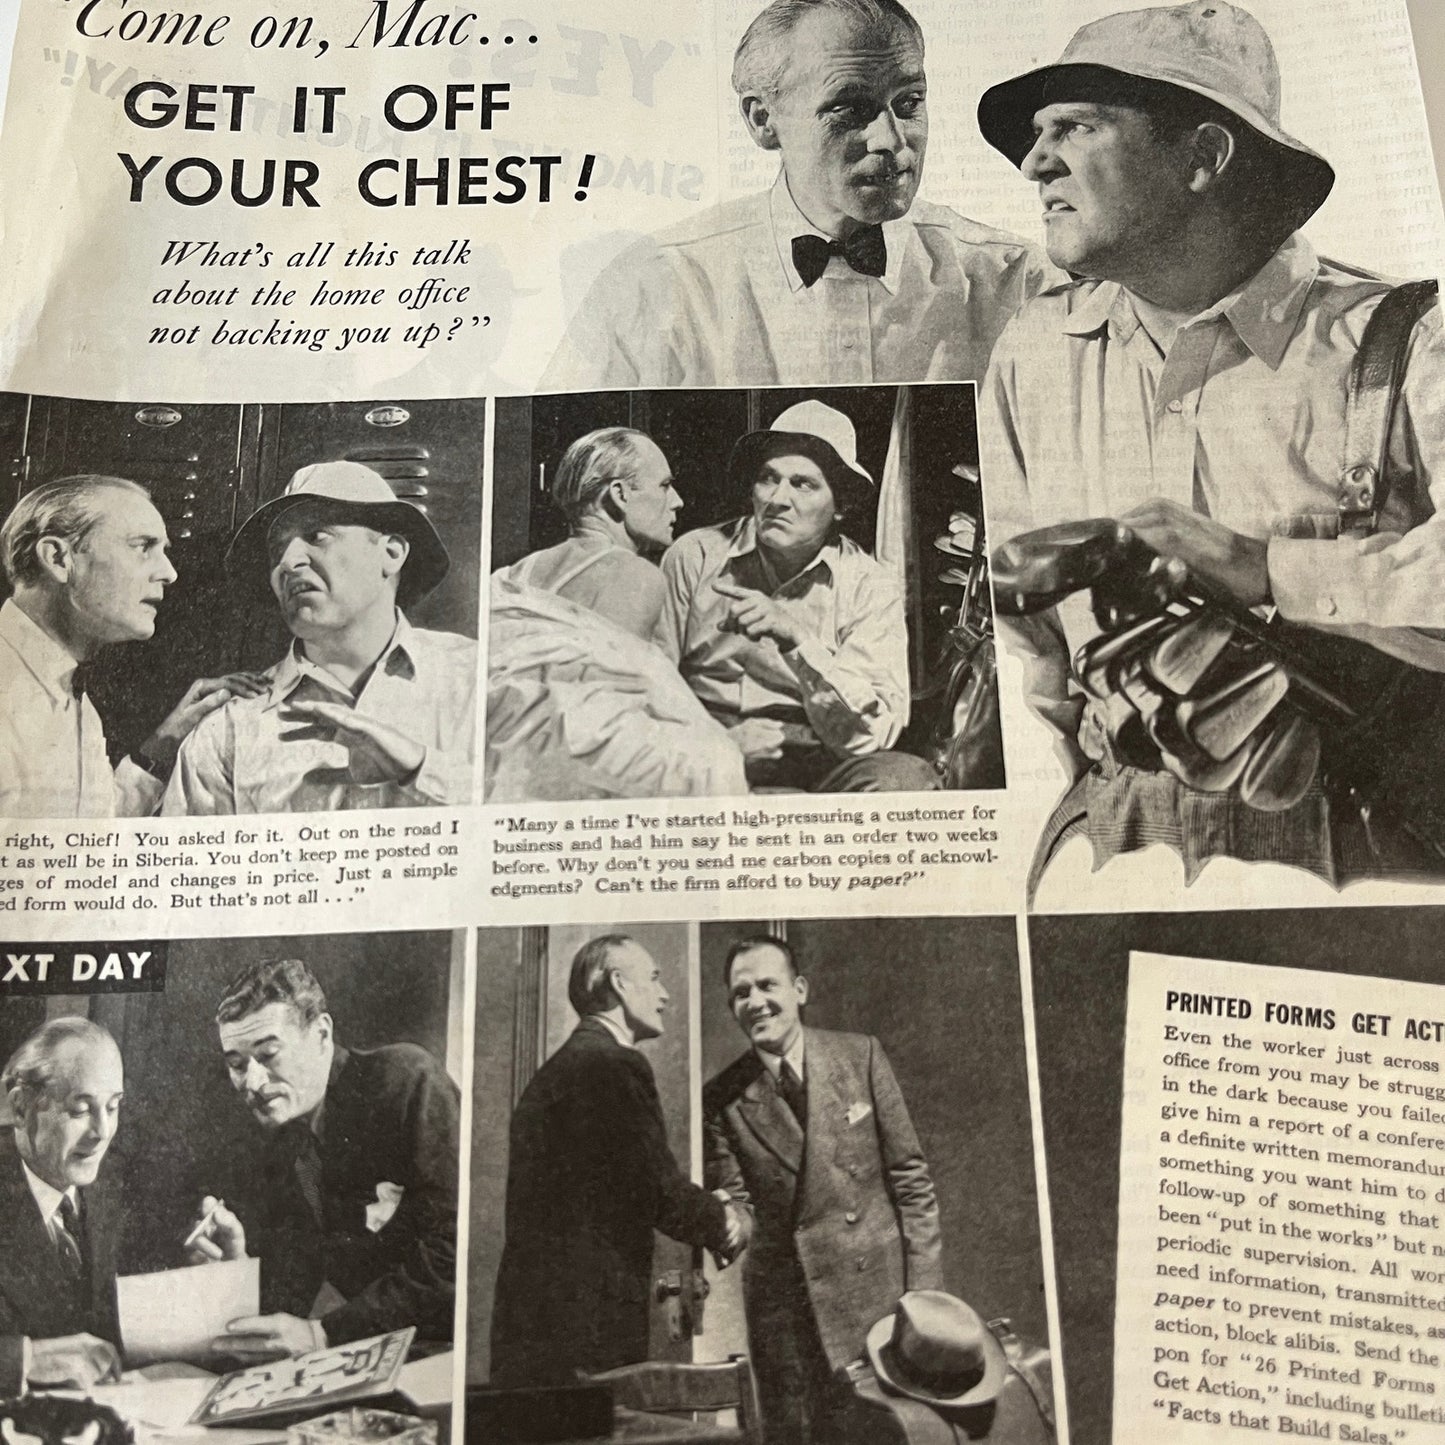 "Come on, Mac...
GET IT OFF
YOUR CHEST!
What's all this talk
about the home office
not backing you up?"
right, Chief! You asked for it. Out on the road I
as well be in Siberia. You don't keep me posted on
of model and changes in price. Just a simple
form would do. But that's not all . . ."
"Many a time I've started high-pressuring a customer for
business and had him say he sent in an order two weeks
before. Why don't you send me carbon copies of acknowl-
edgments? Can't the firm afford to buy paper?"
XT DAY
PRINTED FORMS GET ACT
Even the worker just across
office from you may be strugg
in the dark because you failed
give him a report of a confere
a definite written memorandum
something you want him to d
follow-up of something that
been "put in the works" but n
periodic supervision. All wor
need information, transmitted
paper to prevent mistakes, as
action, block alibis. Send the
pon for "26 Printed Forms
Get Action," including bulleti
"Facts that Build Sales."
"YES!
SIMONIZ IT RIGHT